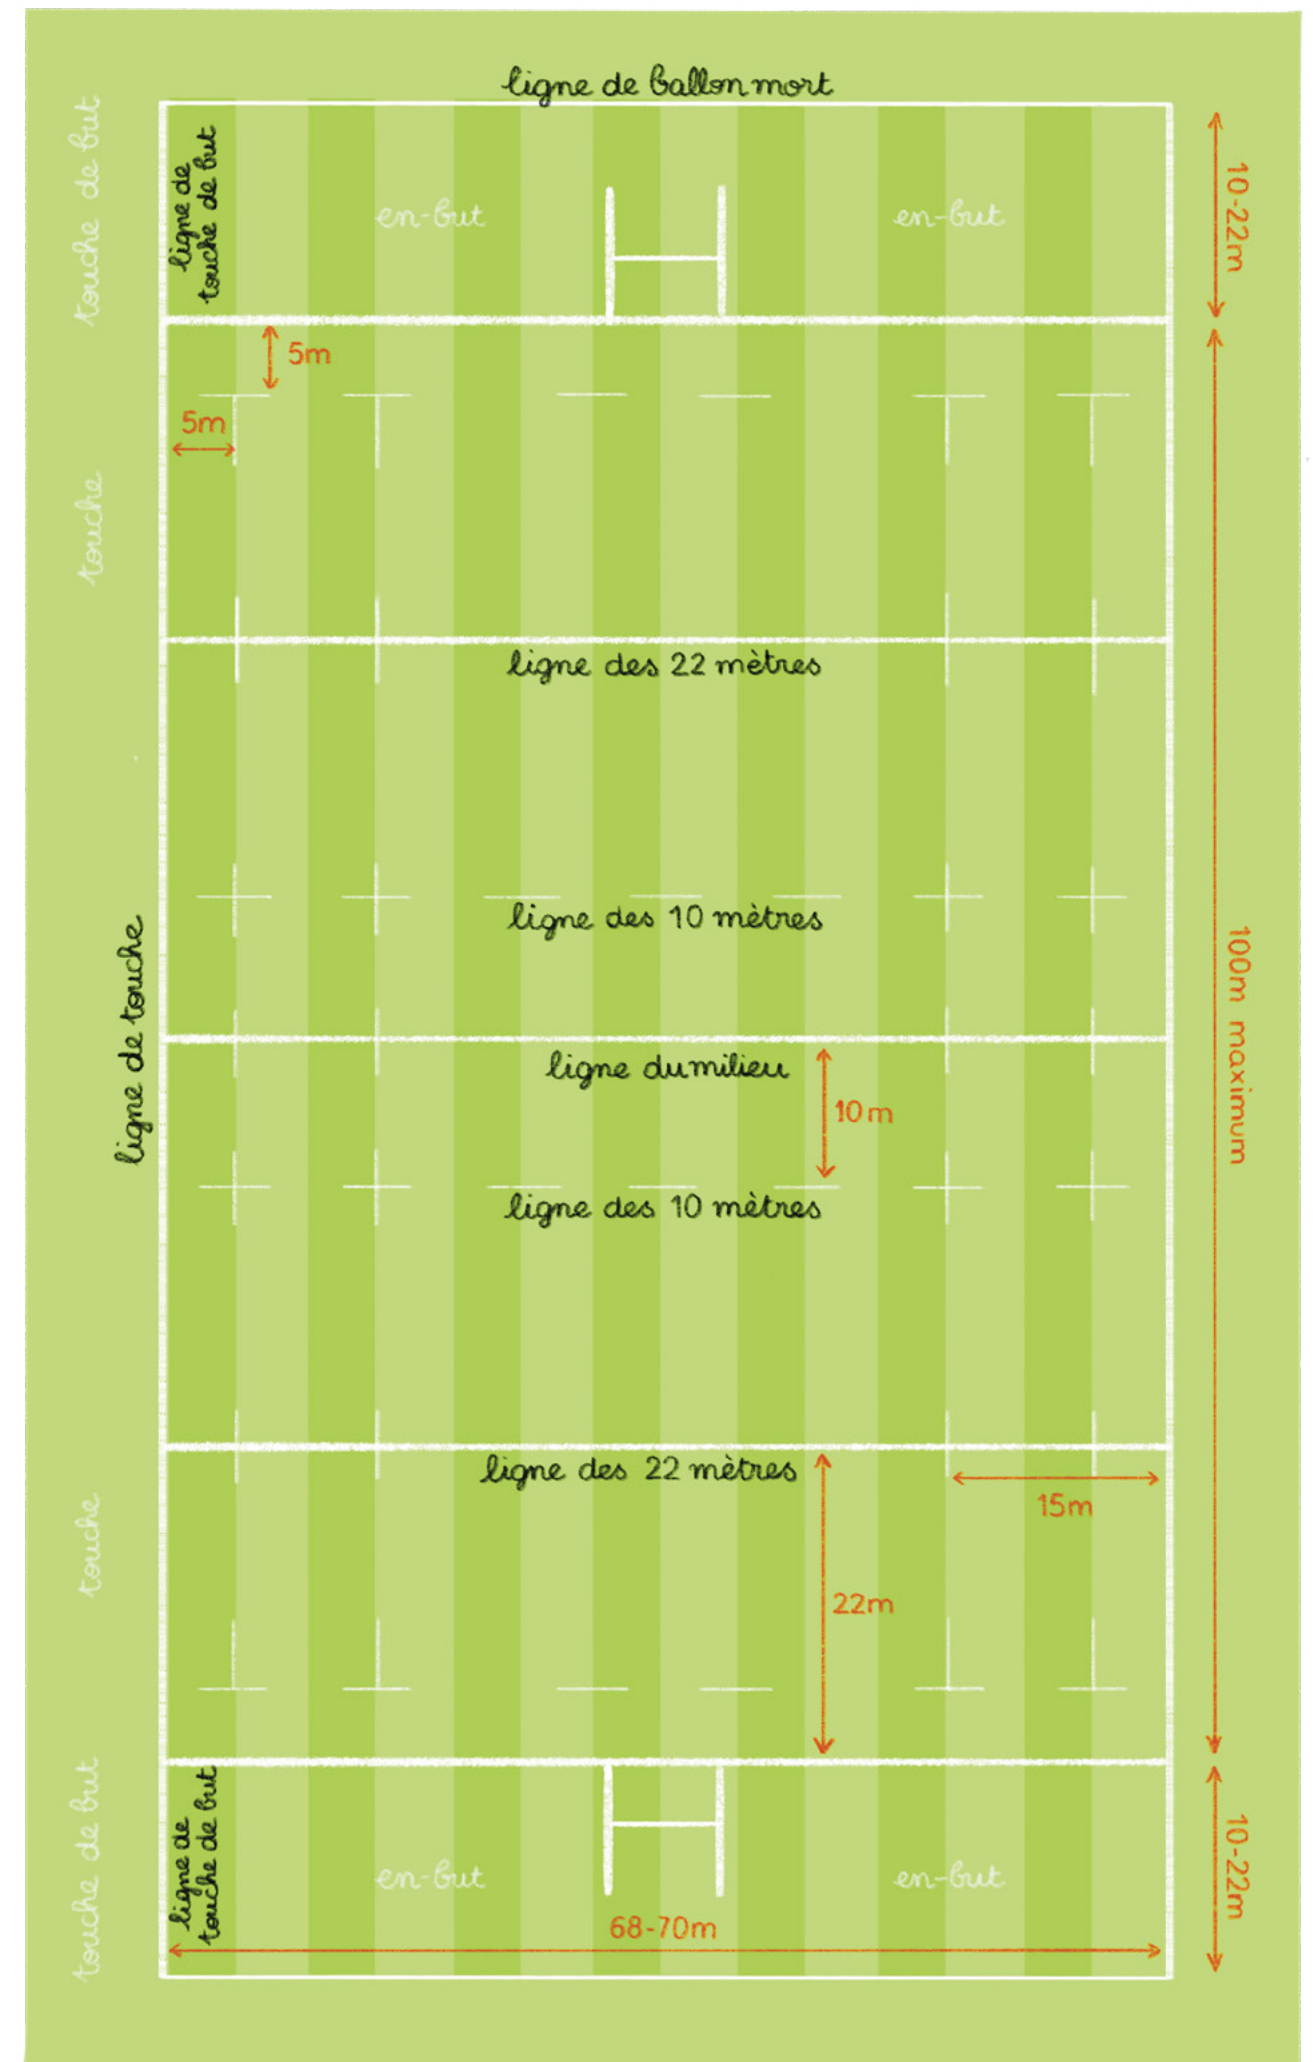 ligne de ballon mort
touche de but
ligne de
touche de but
en-but
en-but
10-22m
5m
5m
touche
ligne des 22 mètres
ligne des 10 mètres
ligne de touche
100m maximum
ligne du milieu
10m
ligne des 10 mètres
ligne des 22 mètres
15m
touche
22m
touche de but
ligne de
touche de but
en-but
en-but
10-22m
68-70m